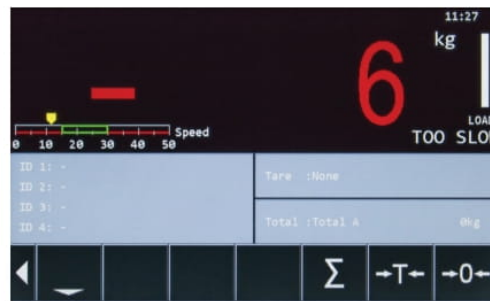 11:27
kg
- 6
LOA
TOO SLO
Speed
0 10 20 30 40 50
ID 1: -
ID 2: -
ID 3: -
ID 4: -
Tare :None
Total :Total A 0kg
Σ →T← →0←